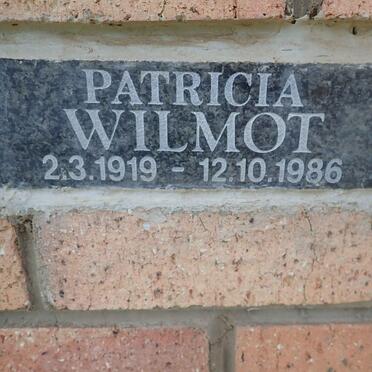 PATRICIA
WILMOT
2.3.1919 - 12.10.1986